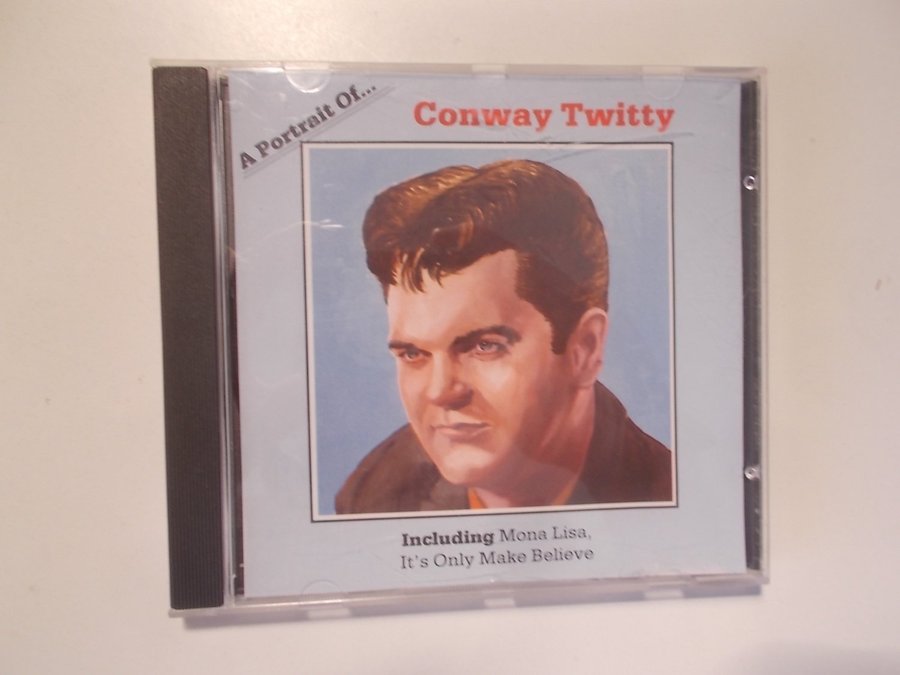 A Portrait Of...
Conway Twitty
Including Mona Lisa,
It's Only Make Believe